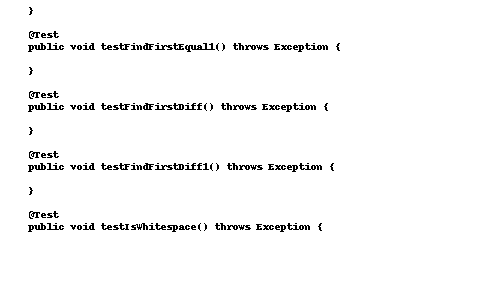 }
@Test
public void testFindFirstEqual1() throws Exception {
}
@Test
public void testFindFirstDiff() throws Exception {
}
@Test
public void testFindFirstDiff1() throws Exception {
}
@Test
public void testIsWhitespace() throws Exception {